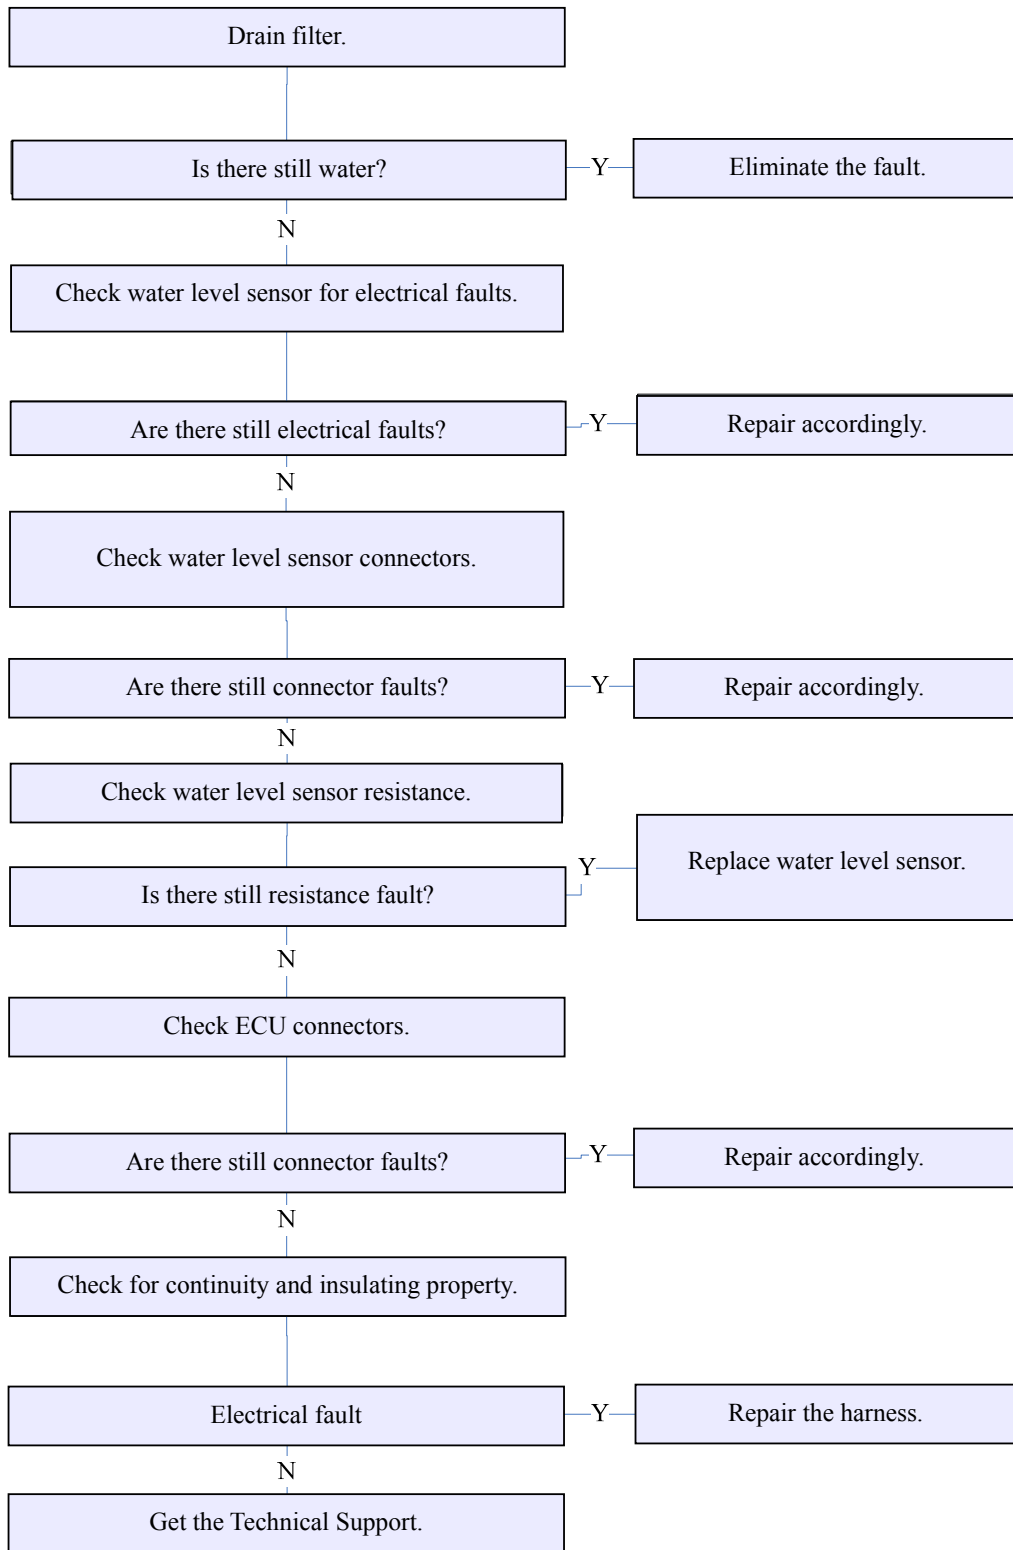 Drain filter.
Is there still water?
Y
Eliminate the fault.
N
Check water level sensor for electrical faults.
Are there still electrical faults?
Y
Repair accordingly.
N
Check water level sensor connectors.
Are there still connector faults?
Y
Repair accordingly.
N
Check water level sensor resistance.
Is there still resistance fault?
Y
Replace water level sensor.
N
Check ECU connectors.
Are there still connector faults?
Y
Repair accordingly.
N
Check for continuity and insulating property.
Electrical fault
Y
Repair the harness.
N
Get the Technical Support.